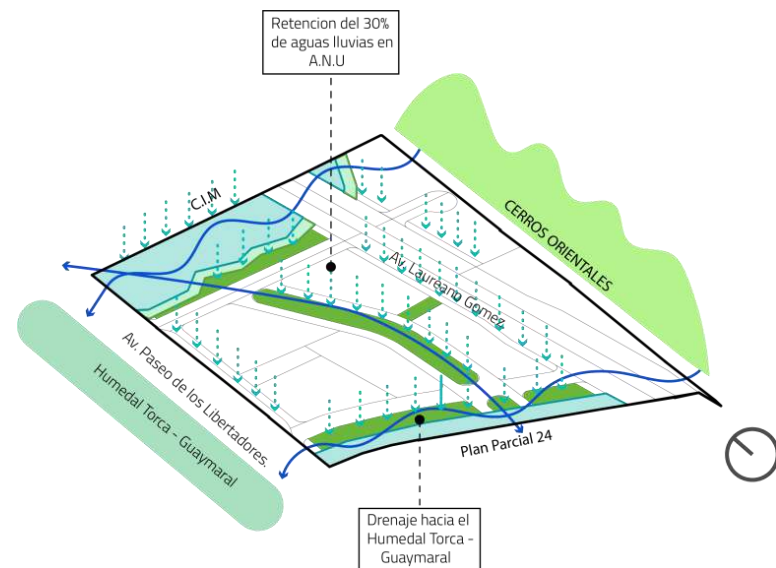 Retencion del 30%
de aguas lluvias en
A.N.U
C.I.M
CERROS ORIENTALES
Av. Laureano Gomez
Av. Paseo de los Libertadores.
Humedal Torca - Guaymaral
Plan Parcial 24
Drenaje hacia el
Humedal Torca -
Guaymaral